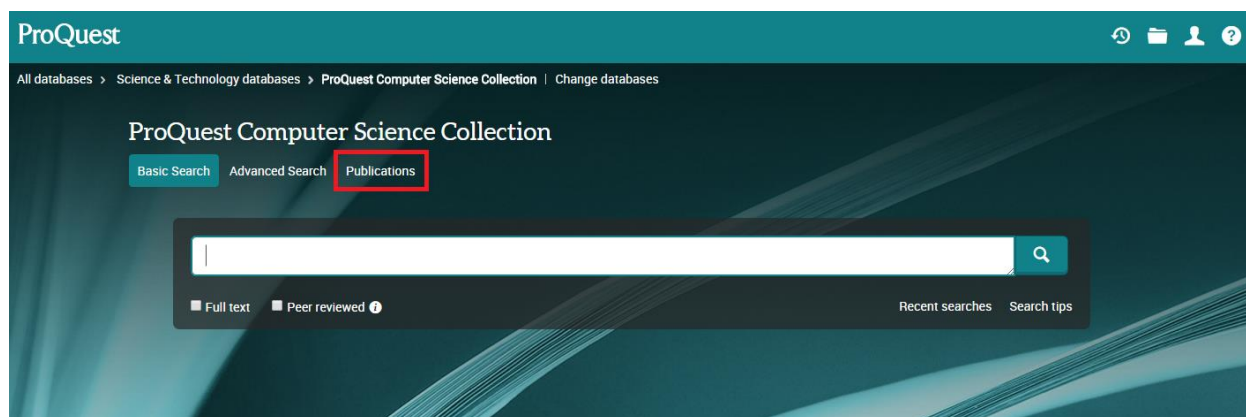 ProQuest
All databases > Science & Technology databases > ProQuest Computer Science Collection | Change databases
ProQuest Computer Science Collection
Basic Search Advanced Search Publications
Full text Peer reviewed Recent searches Search tips